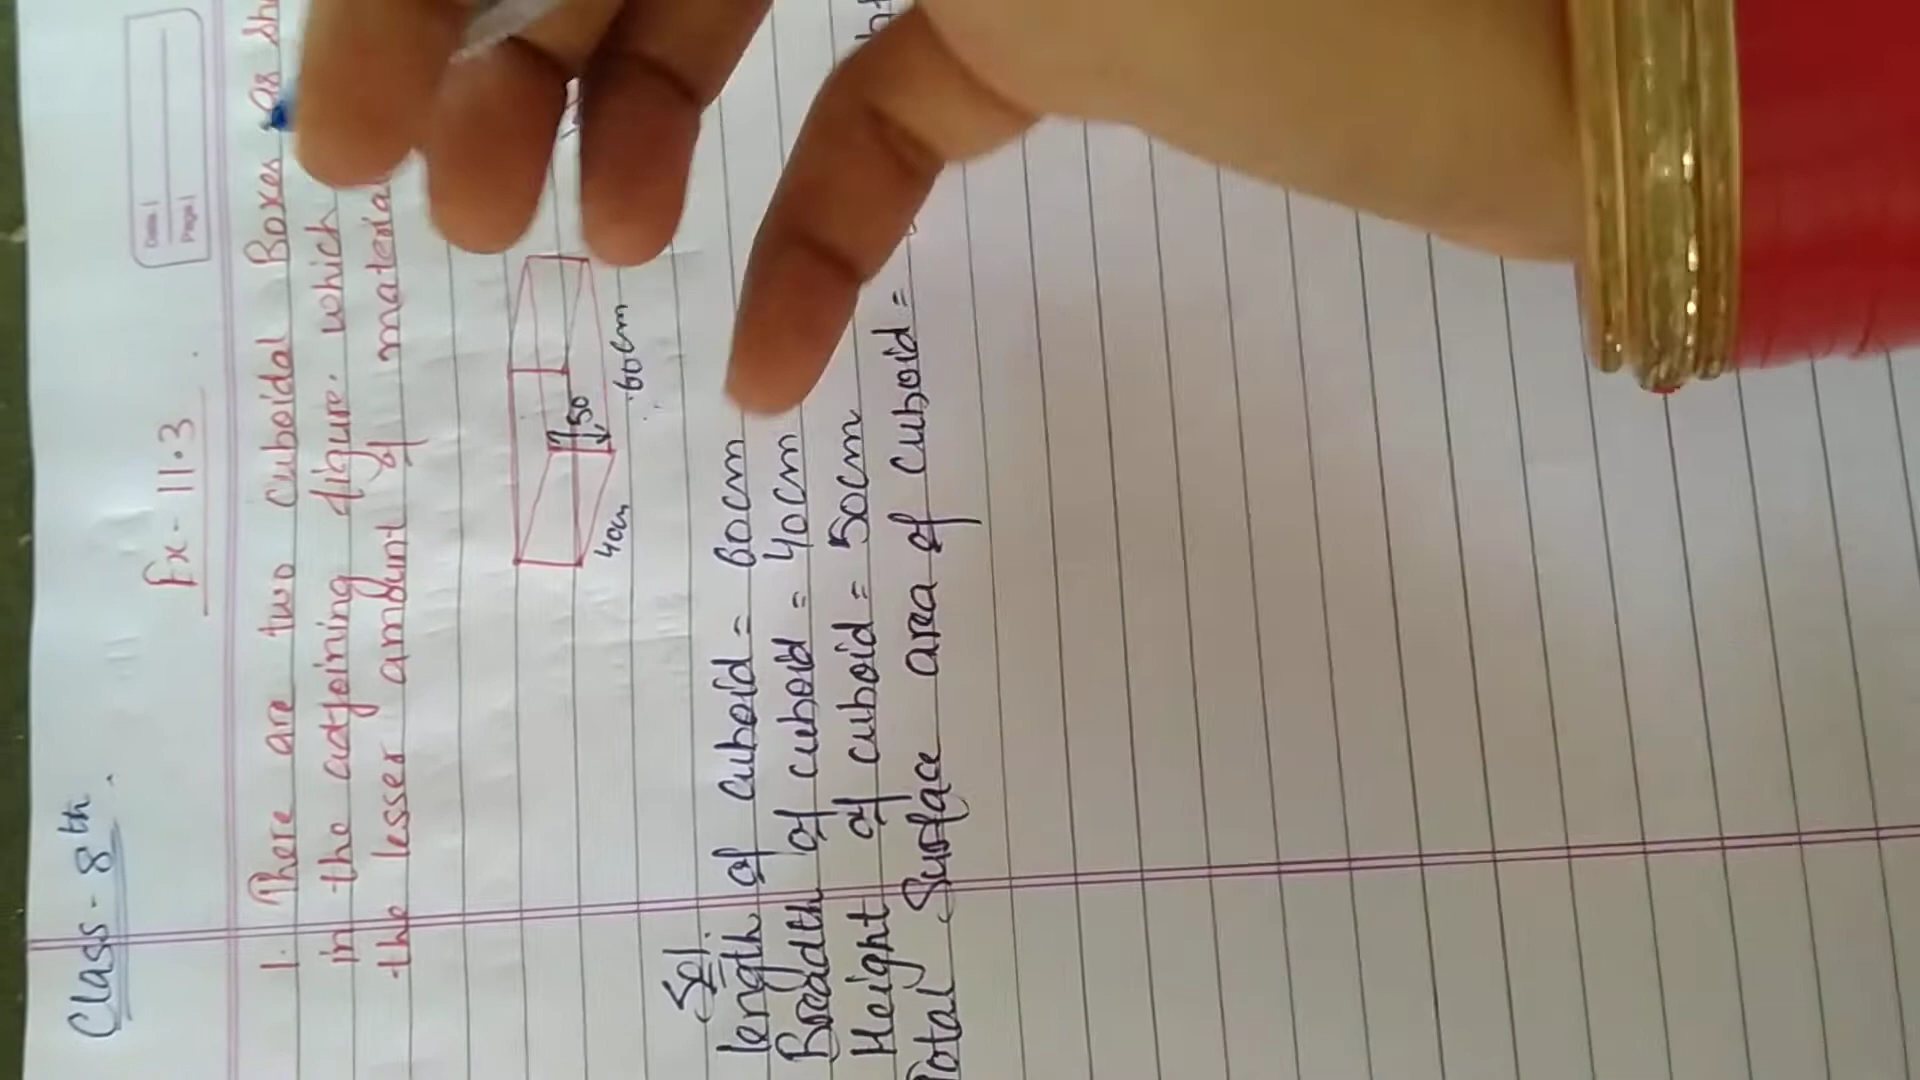 Class - 8th.
Date |
Page |
Ex - 11.3
1. There are two cuboidal Boxes as
in the adjoining figure. which
the lesser amount of
50
40cm
60cm
Sol.
length of cuboid = 60cm
Breadth of cuboid = 40cm
Height of cuboid = 50cm
Total Surface area of cuboid =